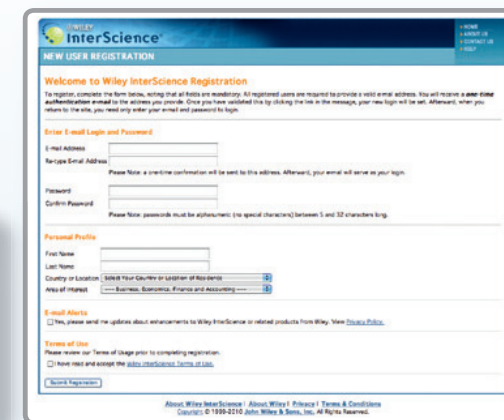 WILEY
InterScience®
› HOME
› ABOUT US
› CONTACT US
› HELP
NEW USER REGISTRATION
Welcome to Wiley InterScience Registration
To register, complete the form below, noting that all fields are mandatory. All registered users are required to provide a valid e-mail address. You will receive a one-time
authentication e-mail to the address you provide. Once you have validated this by clicking the link in the message, your new login will be set. Afterward, when you
return to the site, you need only enter your e-mail and password to login.
Enter E-mail Login and Password
E-mail Address
Re-type E-mail Address
Please Note: a one-time confirmation will be sent to this address. Afterward, your e-mail will serve as your login.
Password
Confirm Password
Please Note: passwords must be alphanumeric (no special characters) between 5 and 32 characters long.
Personal Profile
First Name
Last Name
Country or Location Select Your Country or Location of Residence
Area of Interest ---- Business, Economics, Finance and Accounting ----
E-mail Alerts
Yes, please send me updates about enhancements to Wiley InterScience or related products from Wiley. View Privacy Policy.
Terms of Use
Please review our Terms of Usage prior to completing registration.
I have read and accept the Wiley InterScience Terms of Use.
Submit Registration
About Wiley InterScience | About Wiley | Privacy | Terms & Conditions
Copyright © 1999-2010 John Wiley & Sons, Inc. All Rights Reserved.